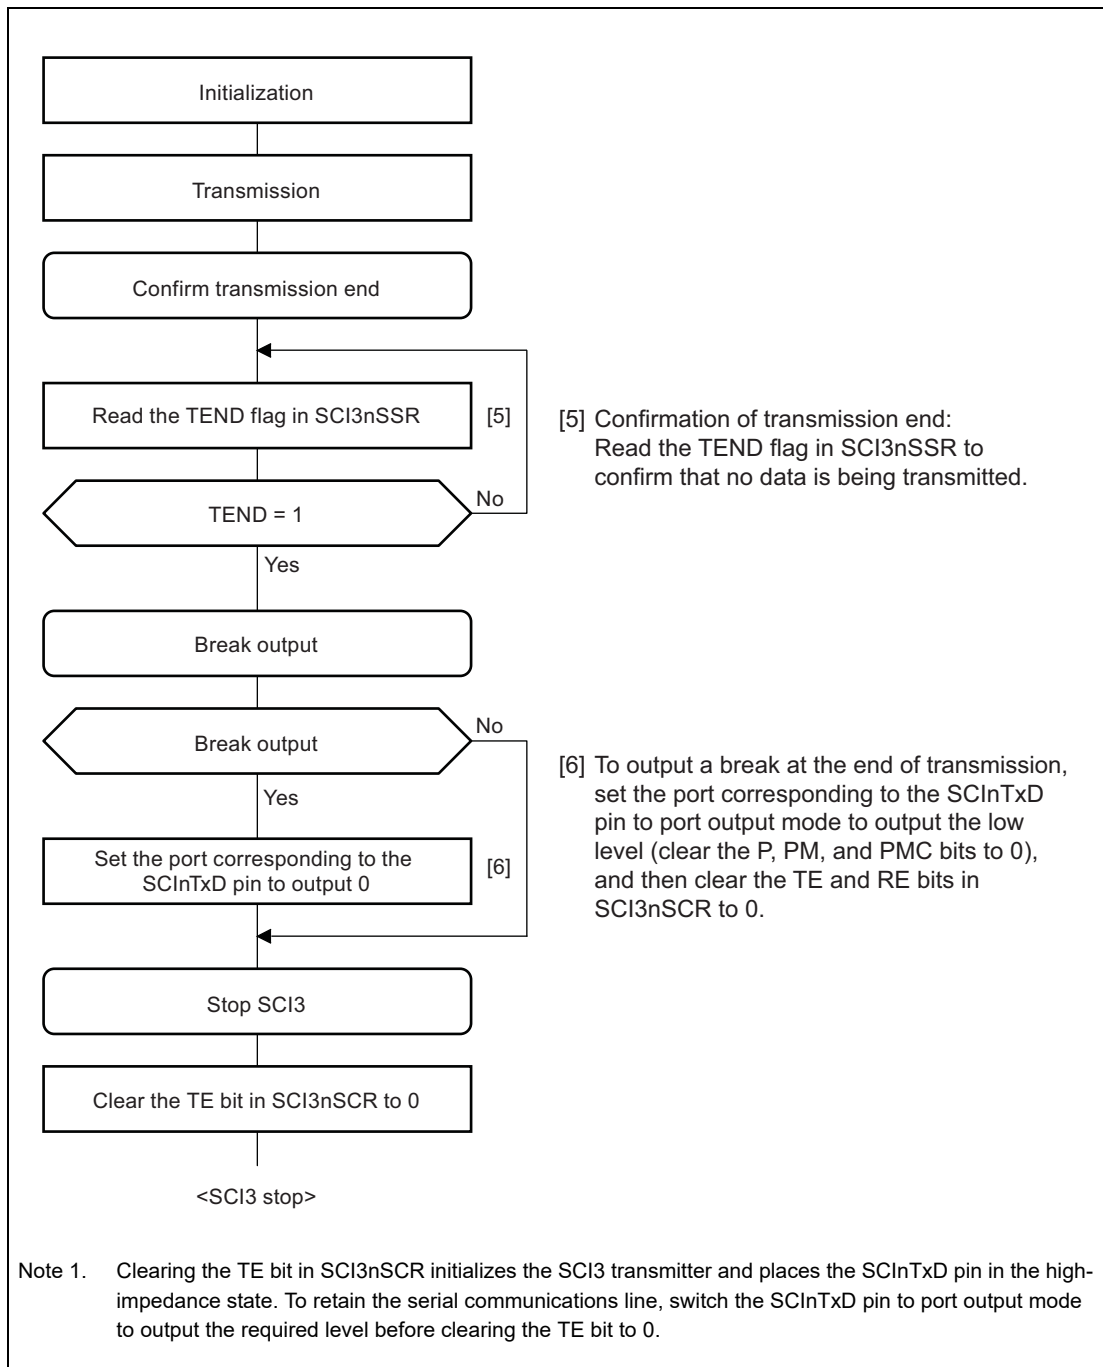 Initialization
Transmission
Confirm transmission end
Read the TEND flag in SCI3nSSR
[5]
[5] Confirmation of transmission end:
Read the TEND flag in SCI3nSSR to
confirm that no data is being transmitted.
TEND = 1
No
Yes
Break output
Break output
No
Yes
Set the port corresponding to the
SCInTxD pin to output 0
[6]
[6] To output a break at the end of transmission,
set the port corresponding to the SCInTxD
pin to port output mode to output the low
level (clear the P, PM, and PMC bits to 0),
and then clear the TE and RE bits in
SCI3nSCR to 0.
Stop SCI3
Clear the TE bit in SCI3nSCR to 0
<SCI3 stop>
Note 1. Clearing the TE bit in SCI3nSCR initializes the SCI3 transmitter and places the SCInTxD pin in the high-
impedance state. To retain the serial communications line, switch the SCInTxD pin to port output mode
to output the required level before clearing the TE bit to 0.